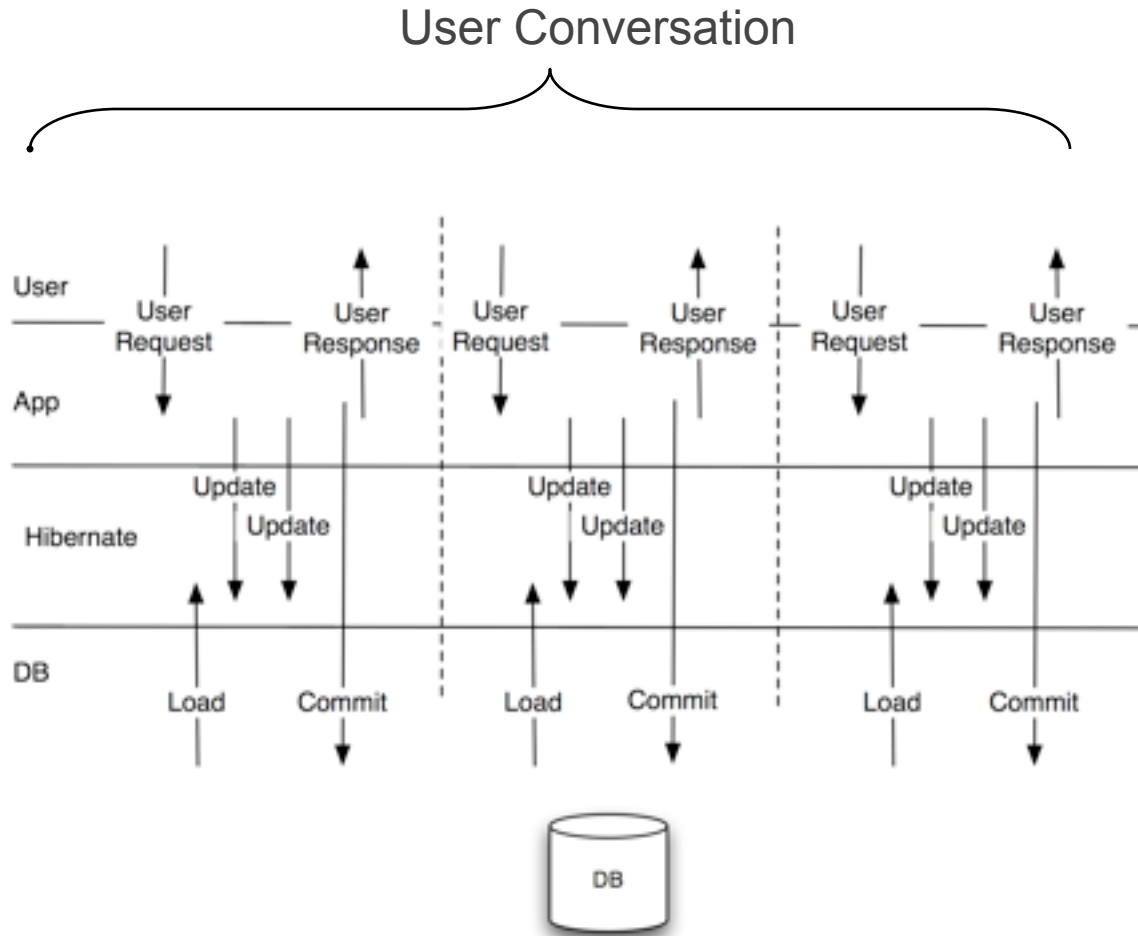 User Conversation
User
User
Request
User
Response
User
Request
User
Response
User
Request
User
Response
App
Update
Update
Update
Update
Update
Update
Hibernate
DB
Load
Commit
Load
Commit
Load
Commit
DB